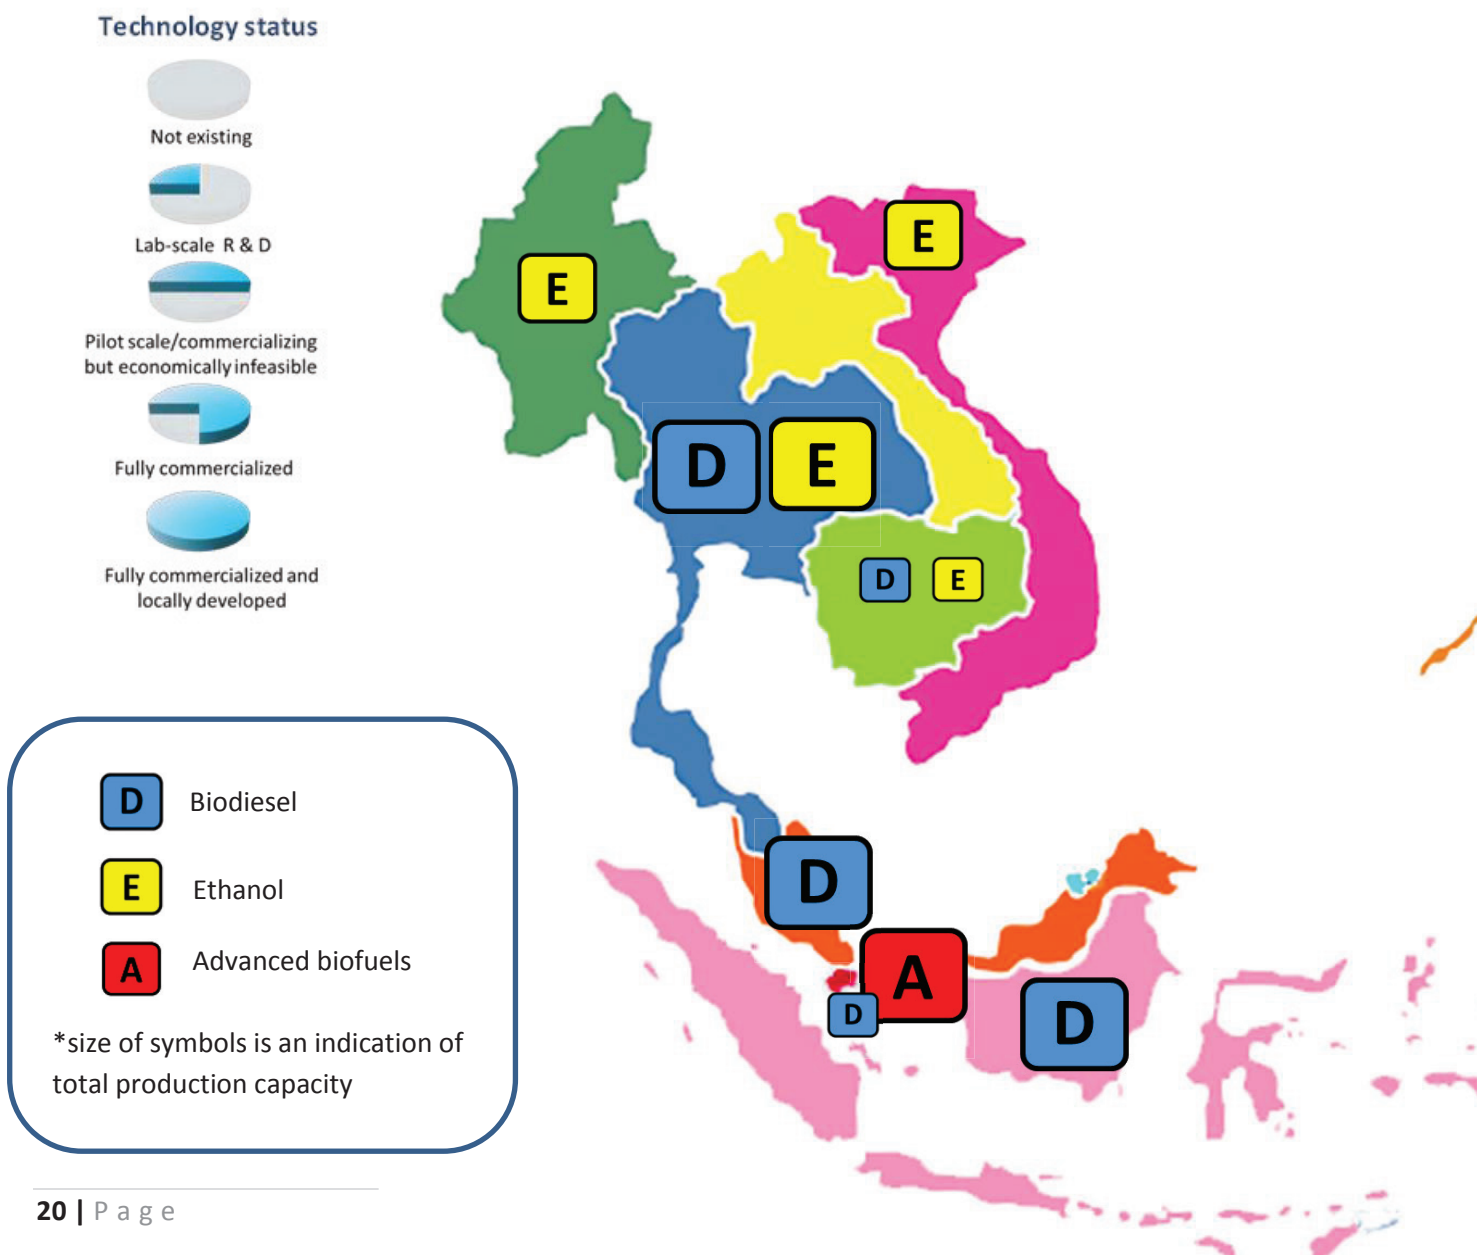 Technology status
Not existing
Lab-scale R & D
Pilot scale/commercializing
but economically infeasible
Fully commercialized
Fully commercialized and
locally developed
E
E
D E
D E
D
A
D
D
D Biodiesel
E Ethanol
A Advanced biofuels
*size of symbols is an indication of
total production capacity
20 | P a g e